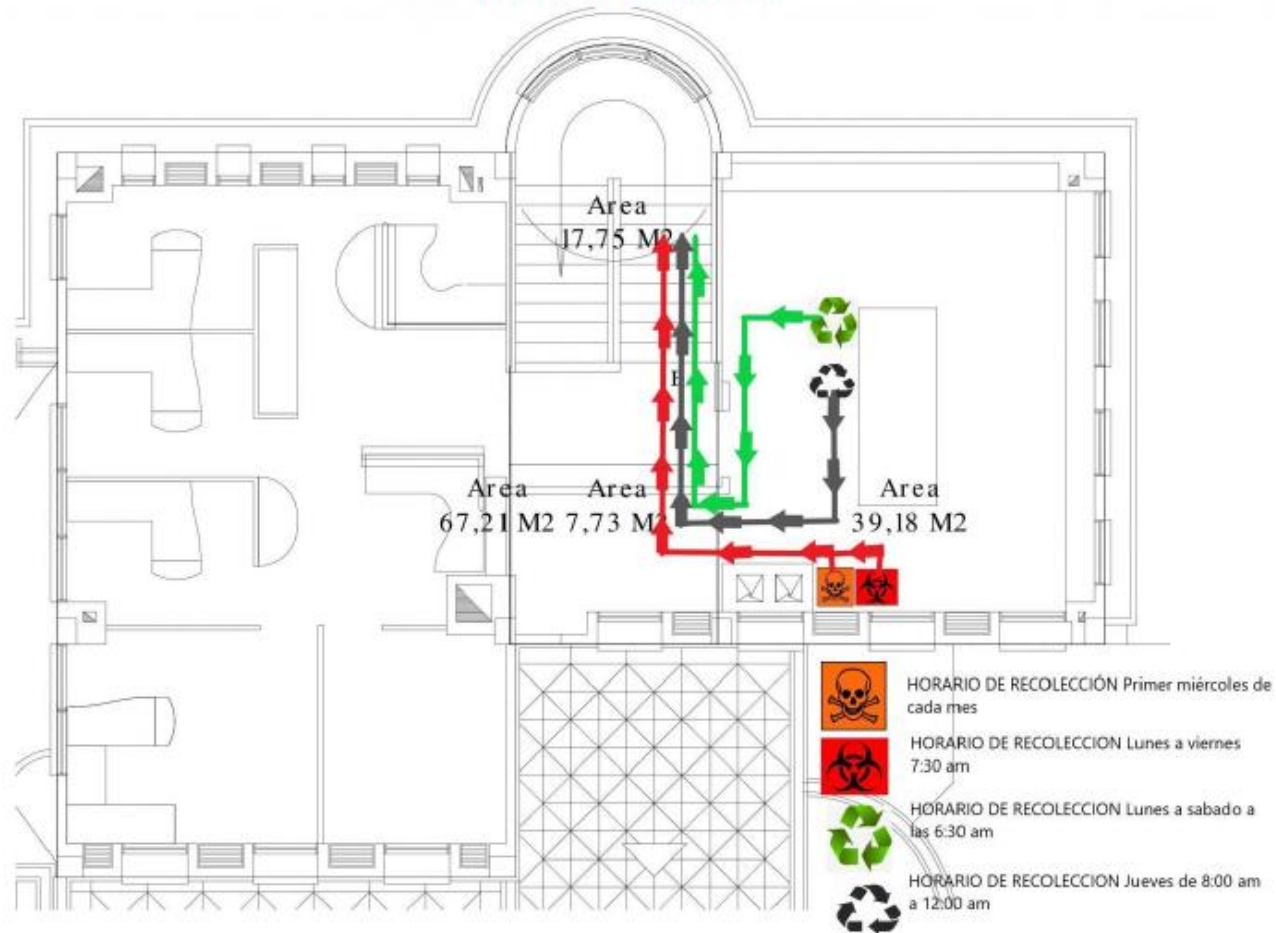 Area
17,75 M2
E
Area
67,21 M2
Area
7,73 M2
Area
39,18 M2
HORARIO DE RECOLECCIÓN Primer miércoles de
cada mes
HORARIO DE RECOLECCION Lunes a viernes
7:30 am
HORARIO DE RECOLECCION Lunes a sabado a
las 6:30 am
HORARIO DE RECOLECCION Jueves de 8:00 am
a 12:00 am